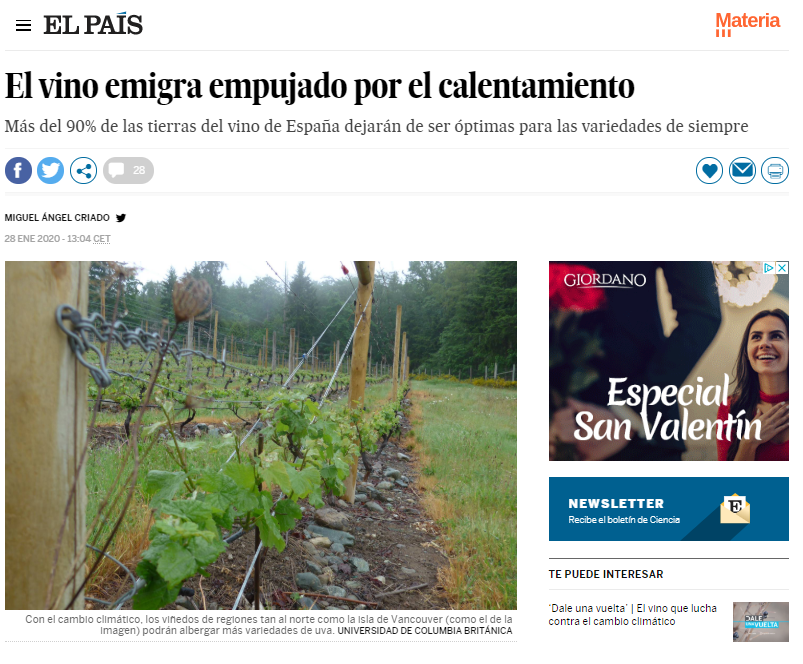 EL PAÍS
Materia
El vino emigra empujado por el calentamiento
Más del 90% de las tierras del vino de España dejarán de ser óptimas para las variedades de siempre
28
MIGUEL ÁNGEL CRIADO
28 ENE 2020 - 13:04 CET
GIORDANO
Especial
San Valentín
NEWSLETTER
Recibe el boletín de Ciencia
E
TE PUEDE INTERESAR
'Dale una vuelta' | El vino que lucha
contra el cambio climático
DALE
UNA VUELTA
Con el cambio climático, los viñedos de regiones tan al norte como la isla de Vancouver (como el de la
imagen) podrán albergar más variedades de uva. UNIVERSIDAD DE COLUMBIA BRITÁNICA